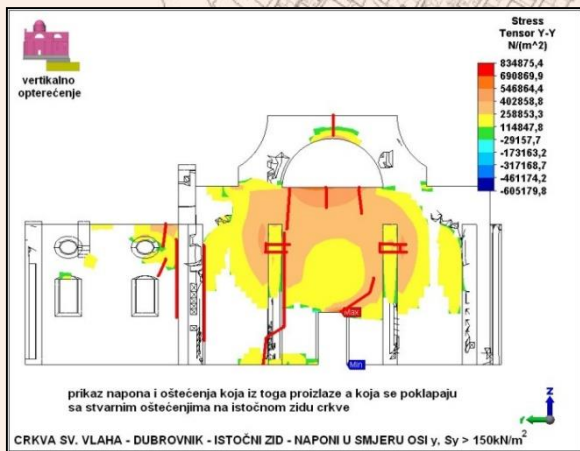 vertikalno
opterećenje
Stress
Tensor Y-Y
N/(m^2)
834875,4
690869,9
546864,4
402858,8
258853,3
114847,8
-29157,7
-173163,2
-317168,7
-461174,2
-605179,8
Max
Min
prikaz napona i oštećenja koja iz toga proizlaze a koja se poklapaju
sa stvarnim oštećenjima na istočnom zidu crkve
Z
Y
CRKVA SV. VLAHA - DUBROVNIK - ISTOČNI ZID - NAPONI U SMJERU OSI y, Sy > 150kN/m²